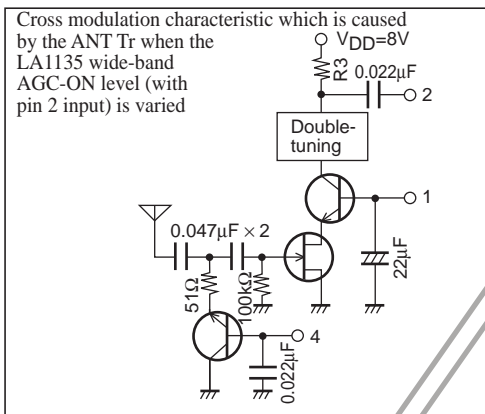 Cross modulation characteristic which is caused
by the ANT Tr when the
LA1135 wide-band
AGC-ON level (with
pin 2 input) is varied
VDD=8V
R3
0.022µF
2
Double-
tuning
1
0.047µF × 2
22µF
51Ω
100kΩ
4
0.022µF